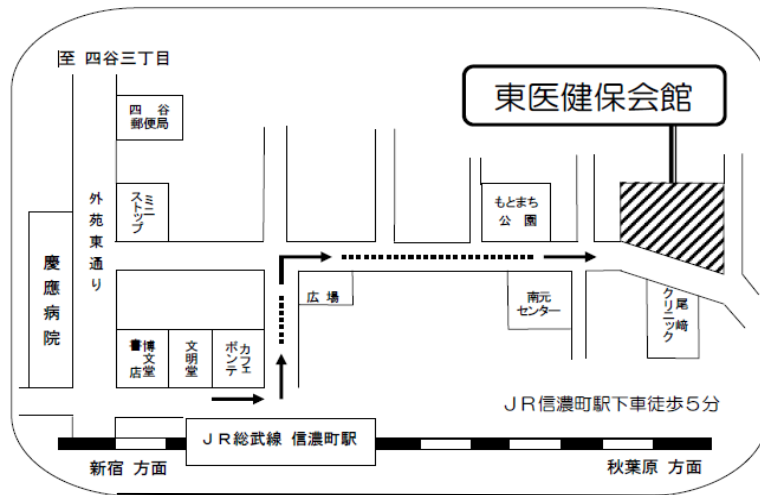 至 四谷三丁目
四 谷
郵便局
東医健保会館
ミニ
ストップ
もとまち
公 園
外苑東通り
慶應病院
広 場
南元
センター
尾﨑
クリニック
博文堂
書店
文明堂
カフェ
ボンテ
JR信濃町駅下車徒歩5分
JR総武線 信濃町駅
新宿 方面
秋葉原 方面